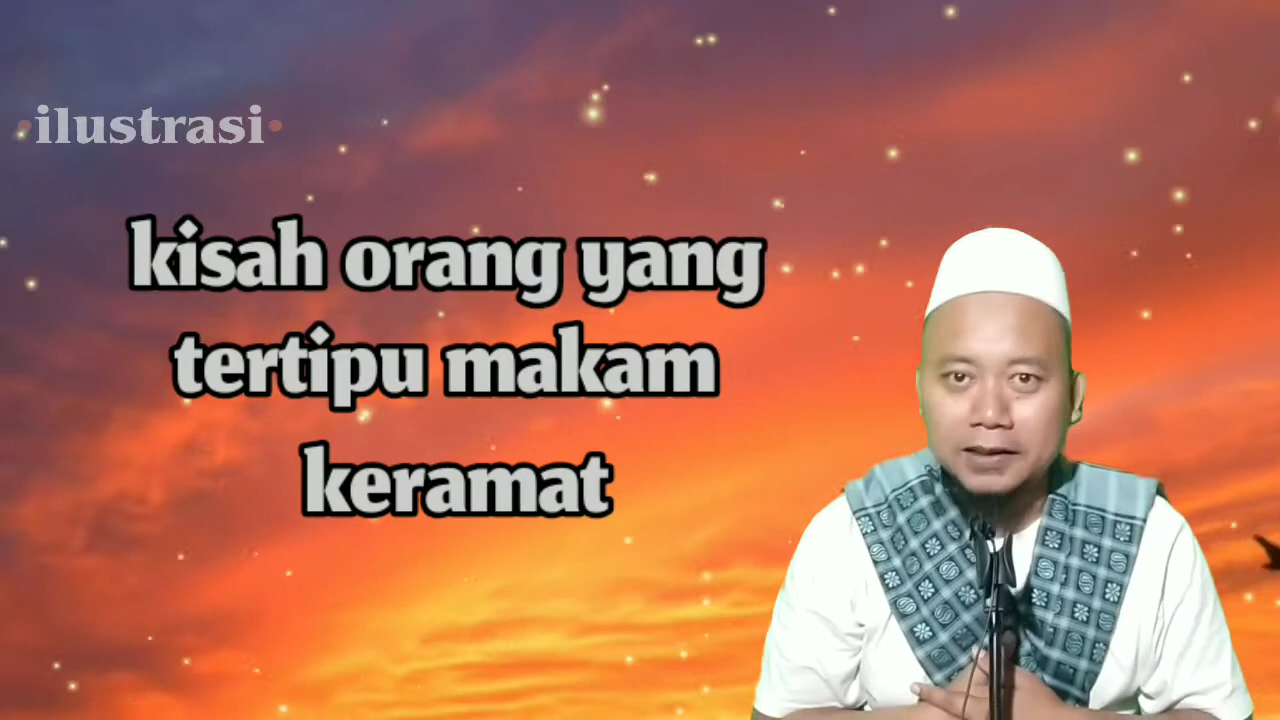 •ilustrasi•
kisah orang yang
tertipu makam
keramat